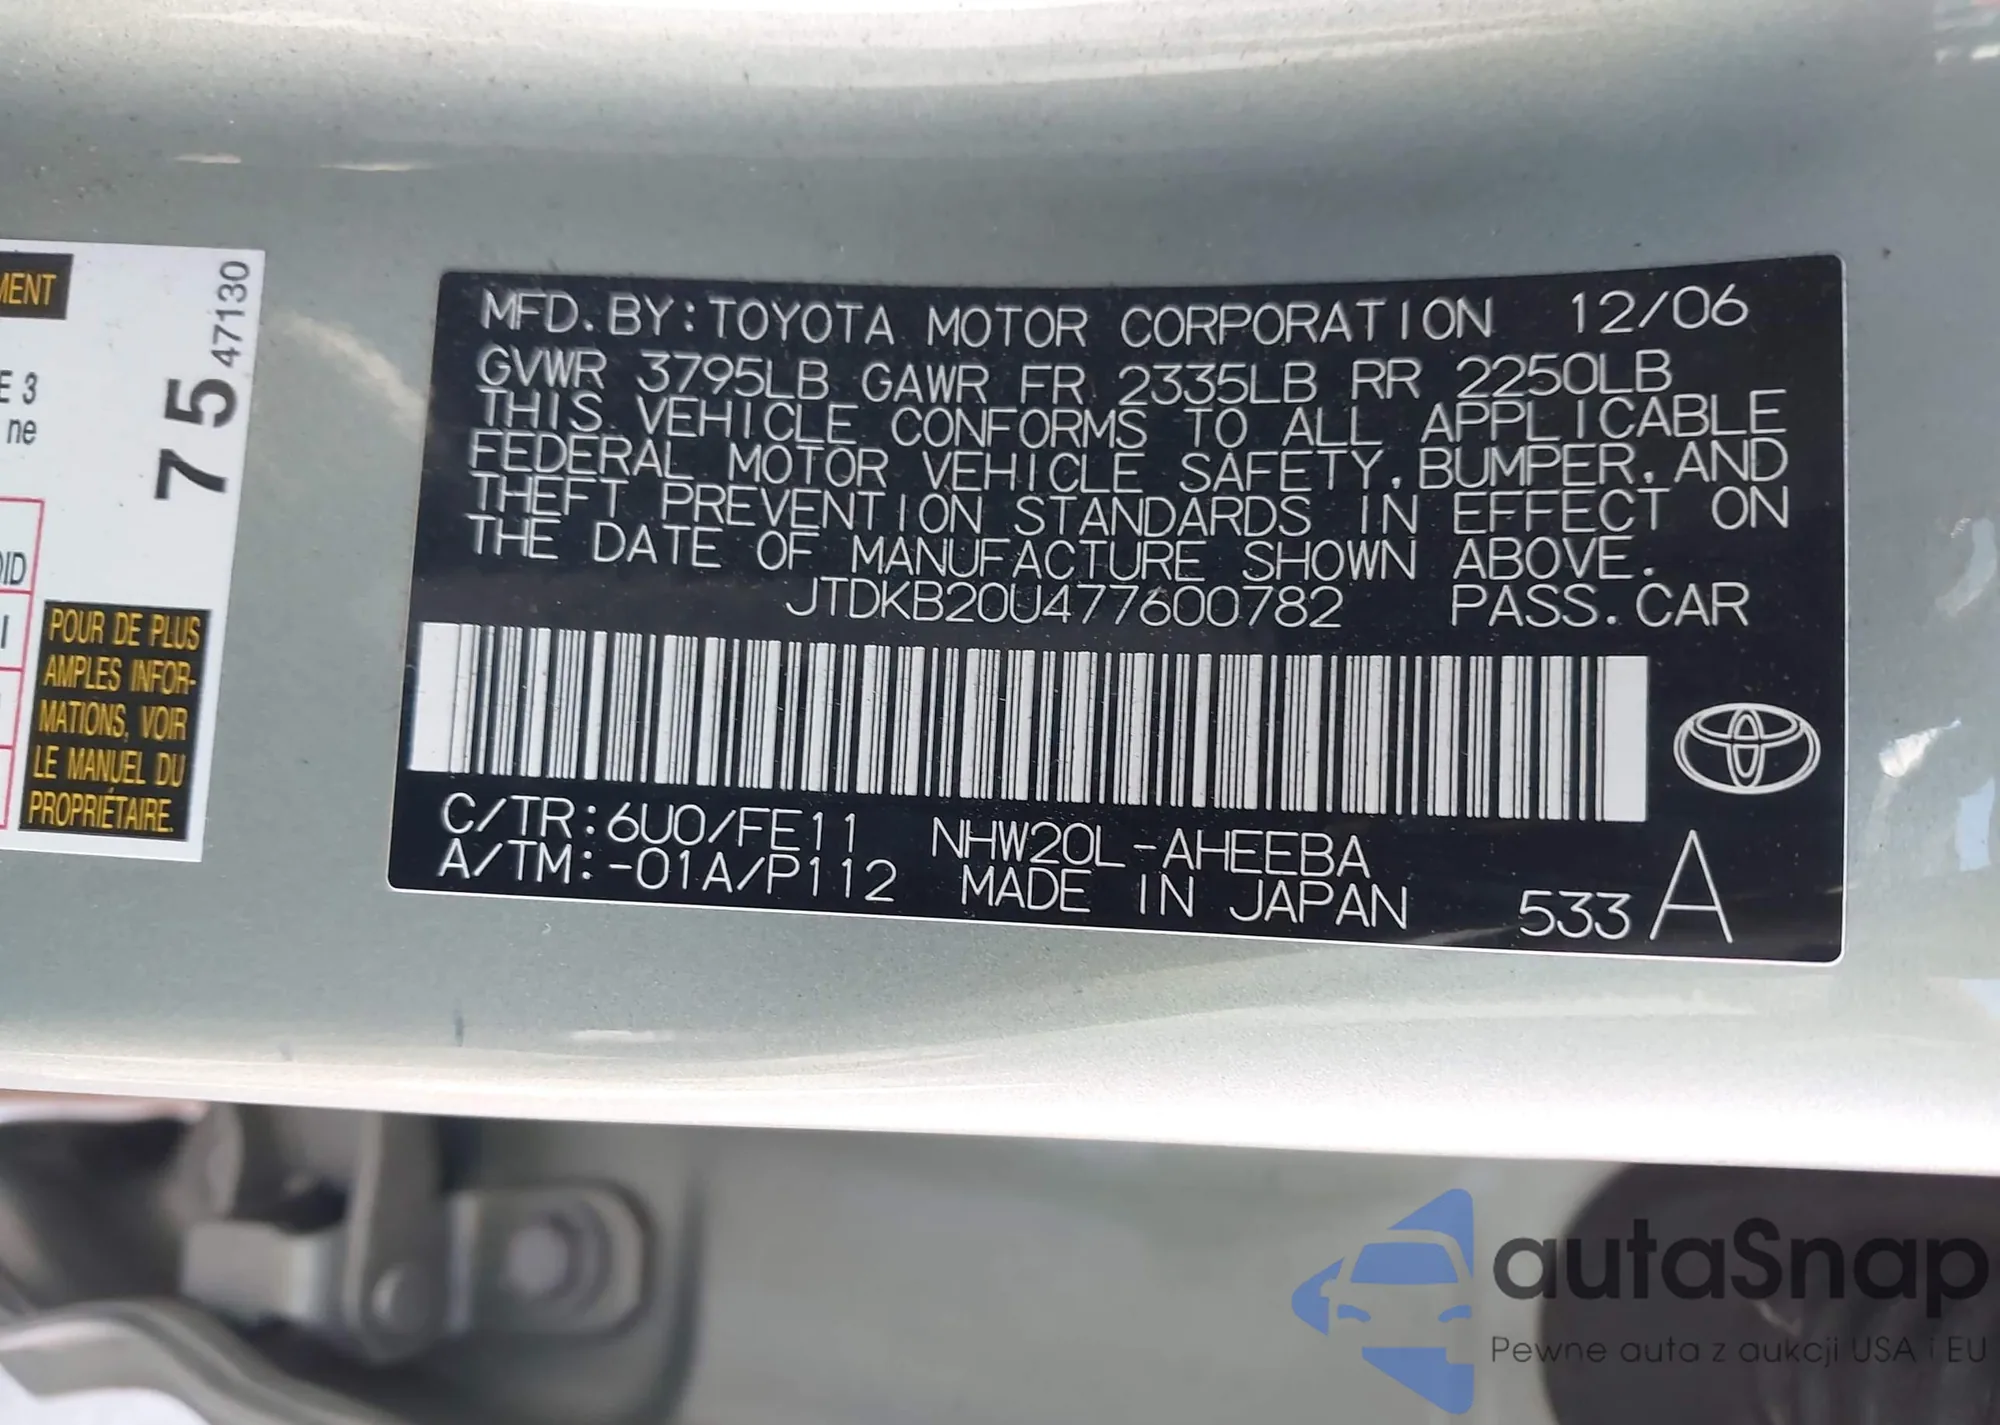 MENT
E 3
ne
OID
POUR DE PLUS
AMPLES INFOR-
MATIONS, VOIR
LE MANUEL DU
PROPRIÉTAIRE.
75
47130
MFD. BY: TOYOTA MOTOR CORPORATION 12/06
GVWR 3795LB GAWR FR 2335LB RR 2250LB
THIS VEHICLE CONFORMS TO ALL APPLICABLE
FEDERAL MOTOR VEHICLE SAFETY, BUMPER, AND
THEFT PREVENTION STANDARDS IN EFFECT ON
THE DATE OF MANUFACTURE SHOWN ABOVE.
JTDKB20U477600782 PASS. CAR
C/TR: 6U0/FE11 NHW20L-AHEEBA
A/TM: -01A/P112 MADE IN JAPAN 533 A
autaSnap
Pewne auta z aukcji USA i EU